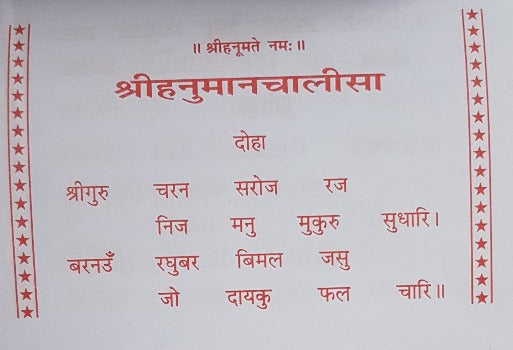 ॥ श्रीहनूमते नमः ॥
श्रीहनुमानचालीसा
दोहा
श्रीगुरु चरन सरोज रज
निज मनु मुकुरु सुधारि।
बरनउँ रघुबर बिमल जसु
जो दायकु फल चारि॥